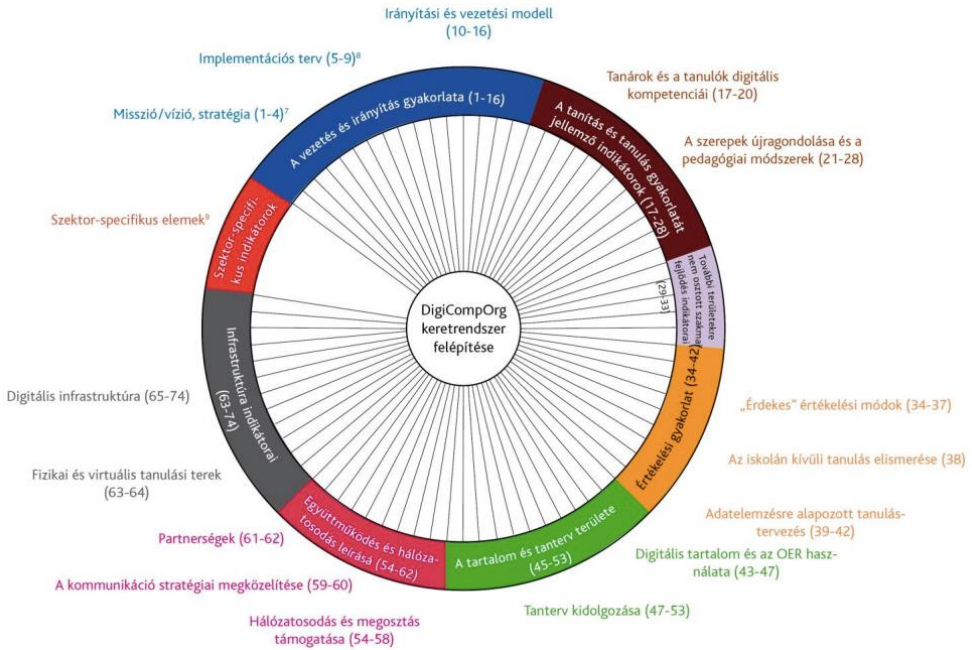 Irányítási és vezetési modell
(10-16)
Implementációs terv (5-9)⁸
Misszió/vízió, stratégia (1-4)⁷
Szektor-specifikus elemek⁹
Digitális infrastruktúra (65-74)
Fizikai és virtuális tanulási terek
(63-64)
Partnerségek (61-62)
A kommunikáció stratégiai megközelítése (59-60)
Hálózatosodás és megosztás
támogatása (54-58)
Tanárok és a tanulók digitális
kompetenciái (17-20)
A szerepek újragondolása és a
pedagógiai módszerek (21-28)
„Érdekes” értékelési módok (34-37)
Az iskolán kívüli tanulás elismerése (38)
Adatelemzésre alapozott tanulás-
tervezés (39-42)
Digitális tartalom és az OER hasz-
nálata (43-47)
Tanterv kidolgozása (47-53)
A vezetés és irányítás gyakorlata (1-16)
A tanítás és tanulás gyakorlatát
jellemző indikátorok (17-28)
További területekre
nem osztott szakmai
fejlődés indikátorai
(29-33)
Értékelési gyakorlat (34-42)
A tartalom és tanterv területe
(45-53)
Együttműködés és hálóza-
tosodás leírása (54-62)
Infrastruktúra indikátorai
(63-74)
Szektor-specifi-
kus indikátorok
DigiCompOrg
keretrendszer
felépítése